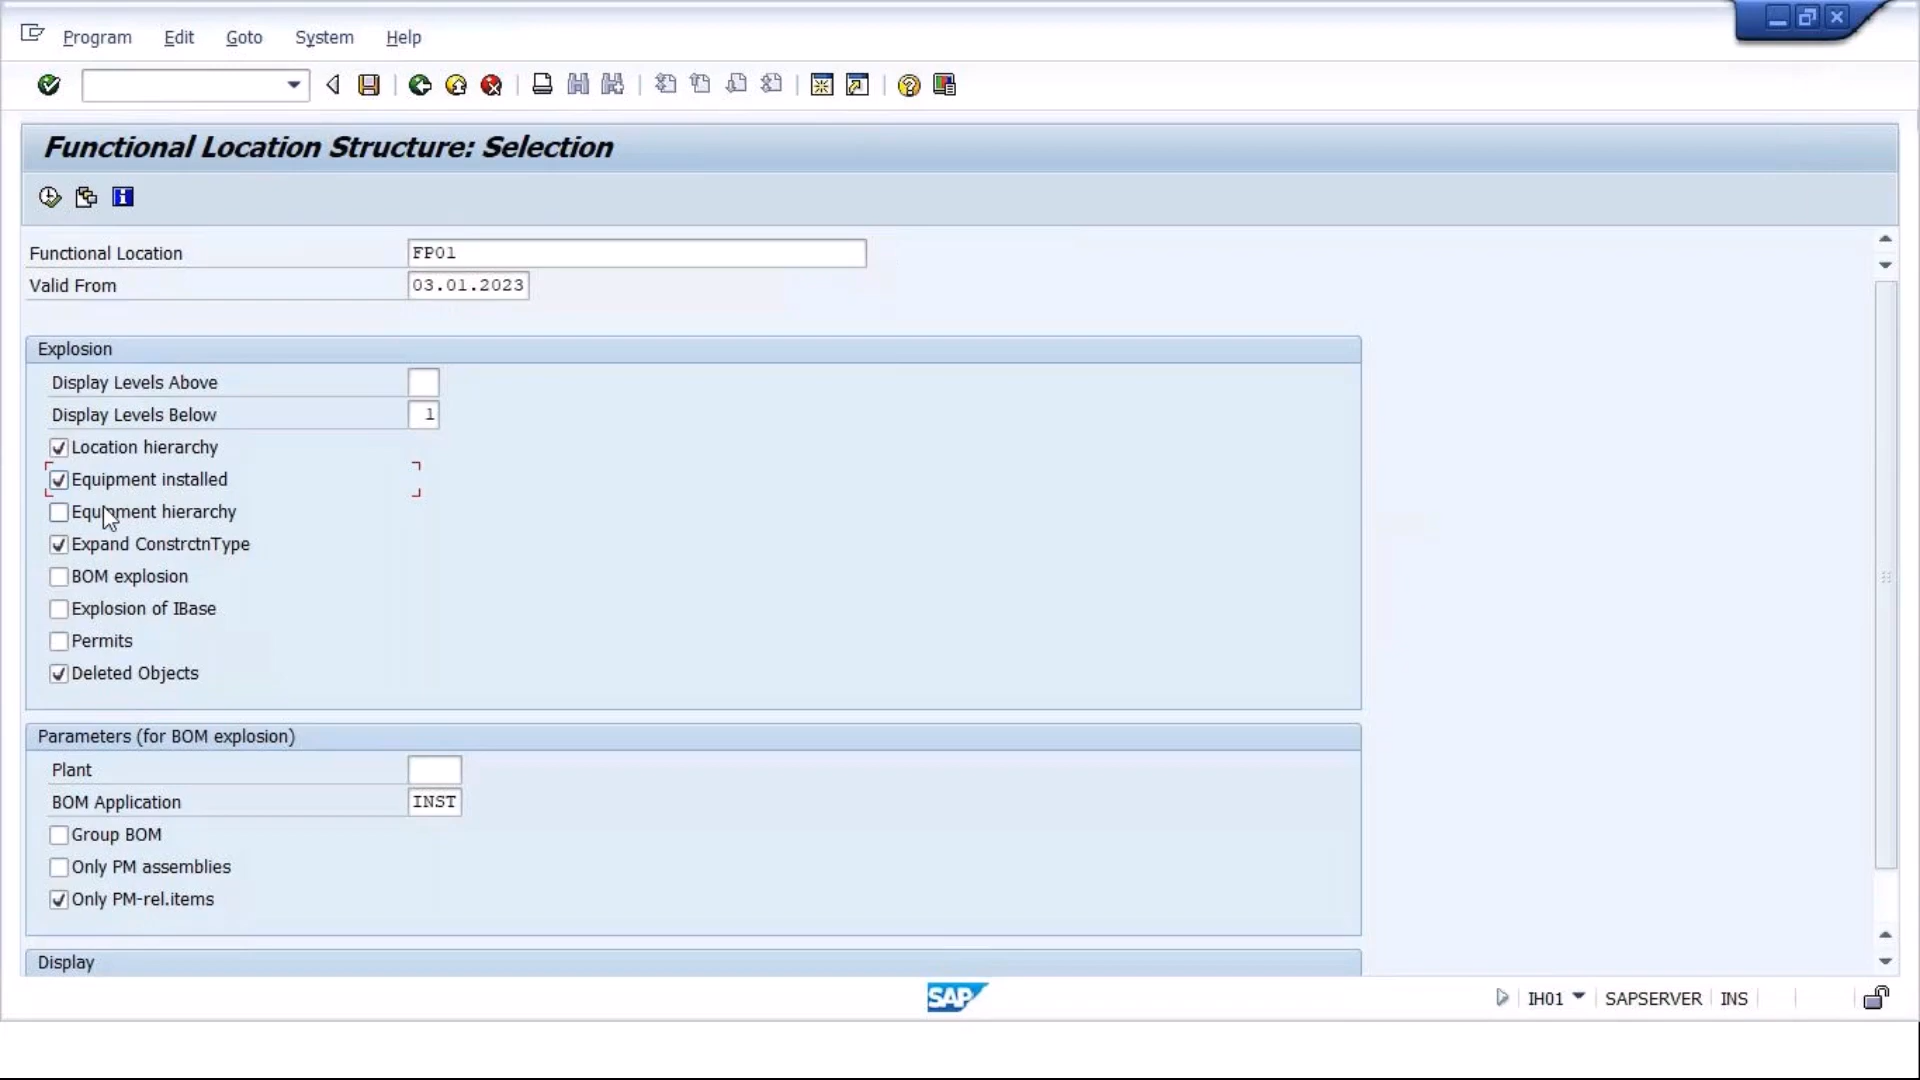 Program Edit Goto System Help
Functional Location Structure: Selection
Functional Location FP01
Valid From 03.01.2023
Explosion
Display Levels Above
Display Levels Below 1
Location hierarchy
Equipment installed
Equipment hierarchy
Expand ConstrctnType
BOM explosion
Explosion of IBase
Permits
Deleted Objects
Parameters (for BOM explosion)
Plant
BOM Application INST
Group BOM
Only PM assemblies
Only PM-rel.items
Display
SAP IH01 SAPSERVER INS